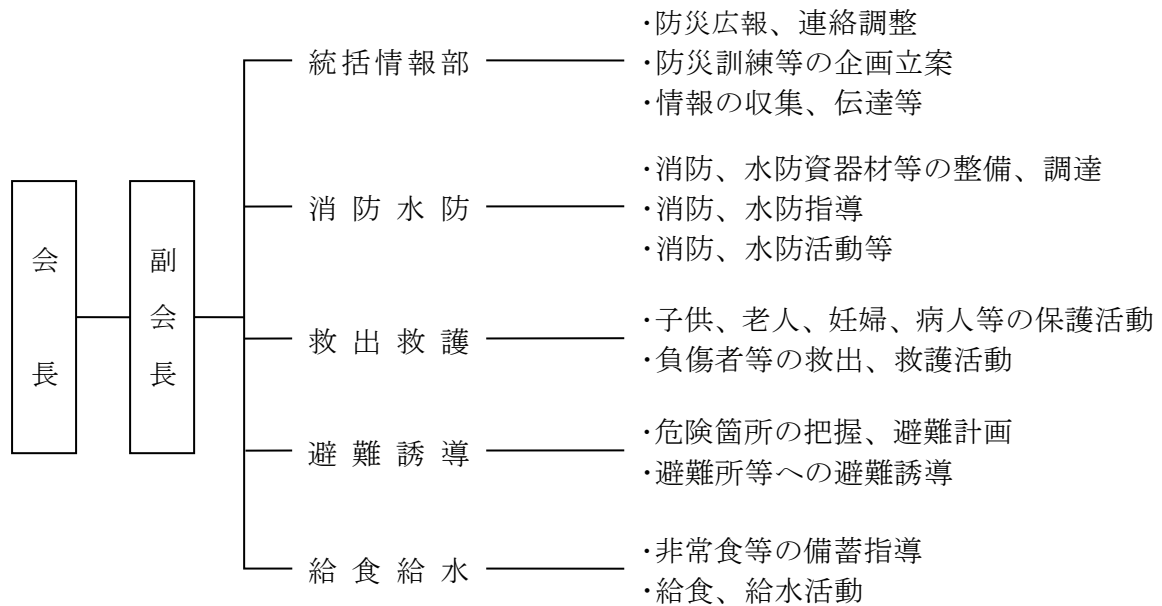 会長
副会長
統括情報部
・防災広報、連絡調整
・防災訓練等の企画立案
・情報の収集、伝達等
消防水防
・消防、水防資器材等の整備、調達
・消防、水防指導
・消防、水防活動等
救出救護
・子供、老人、妊婦、病人等の保護活動
・負傷者等の救出、救護活動
避難誘導
・危険箇所の把握、避難計画
・避難所等への避難誘導
給食給水
・非常食等の備蓄指導
・給食、給水活動